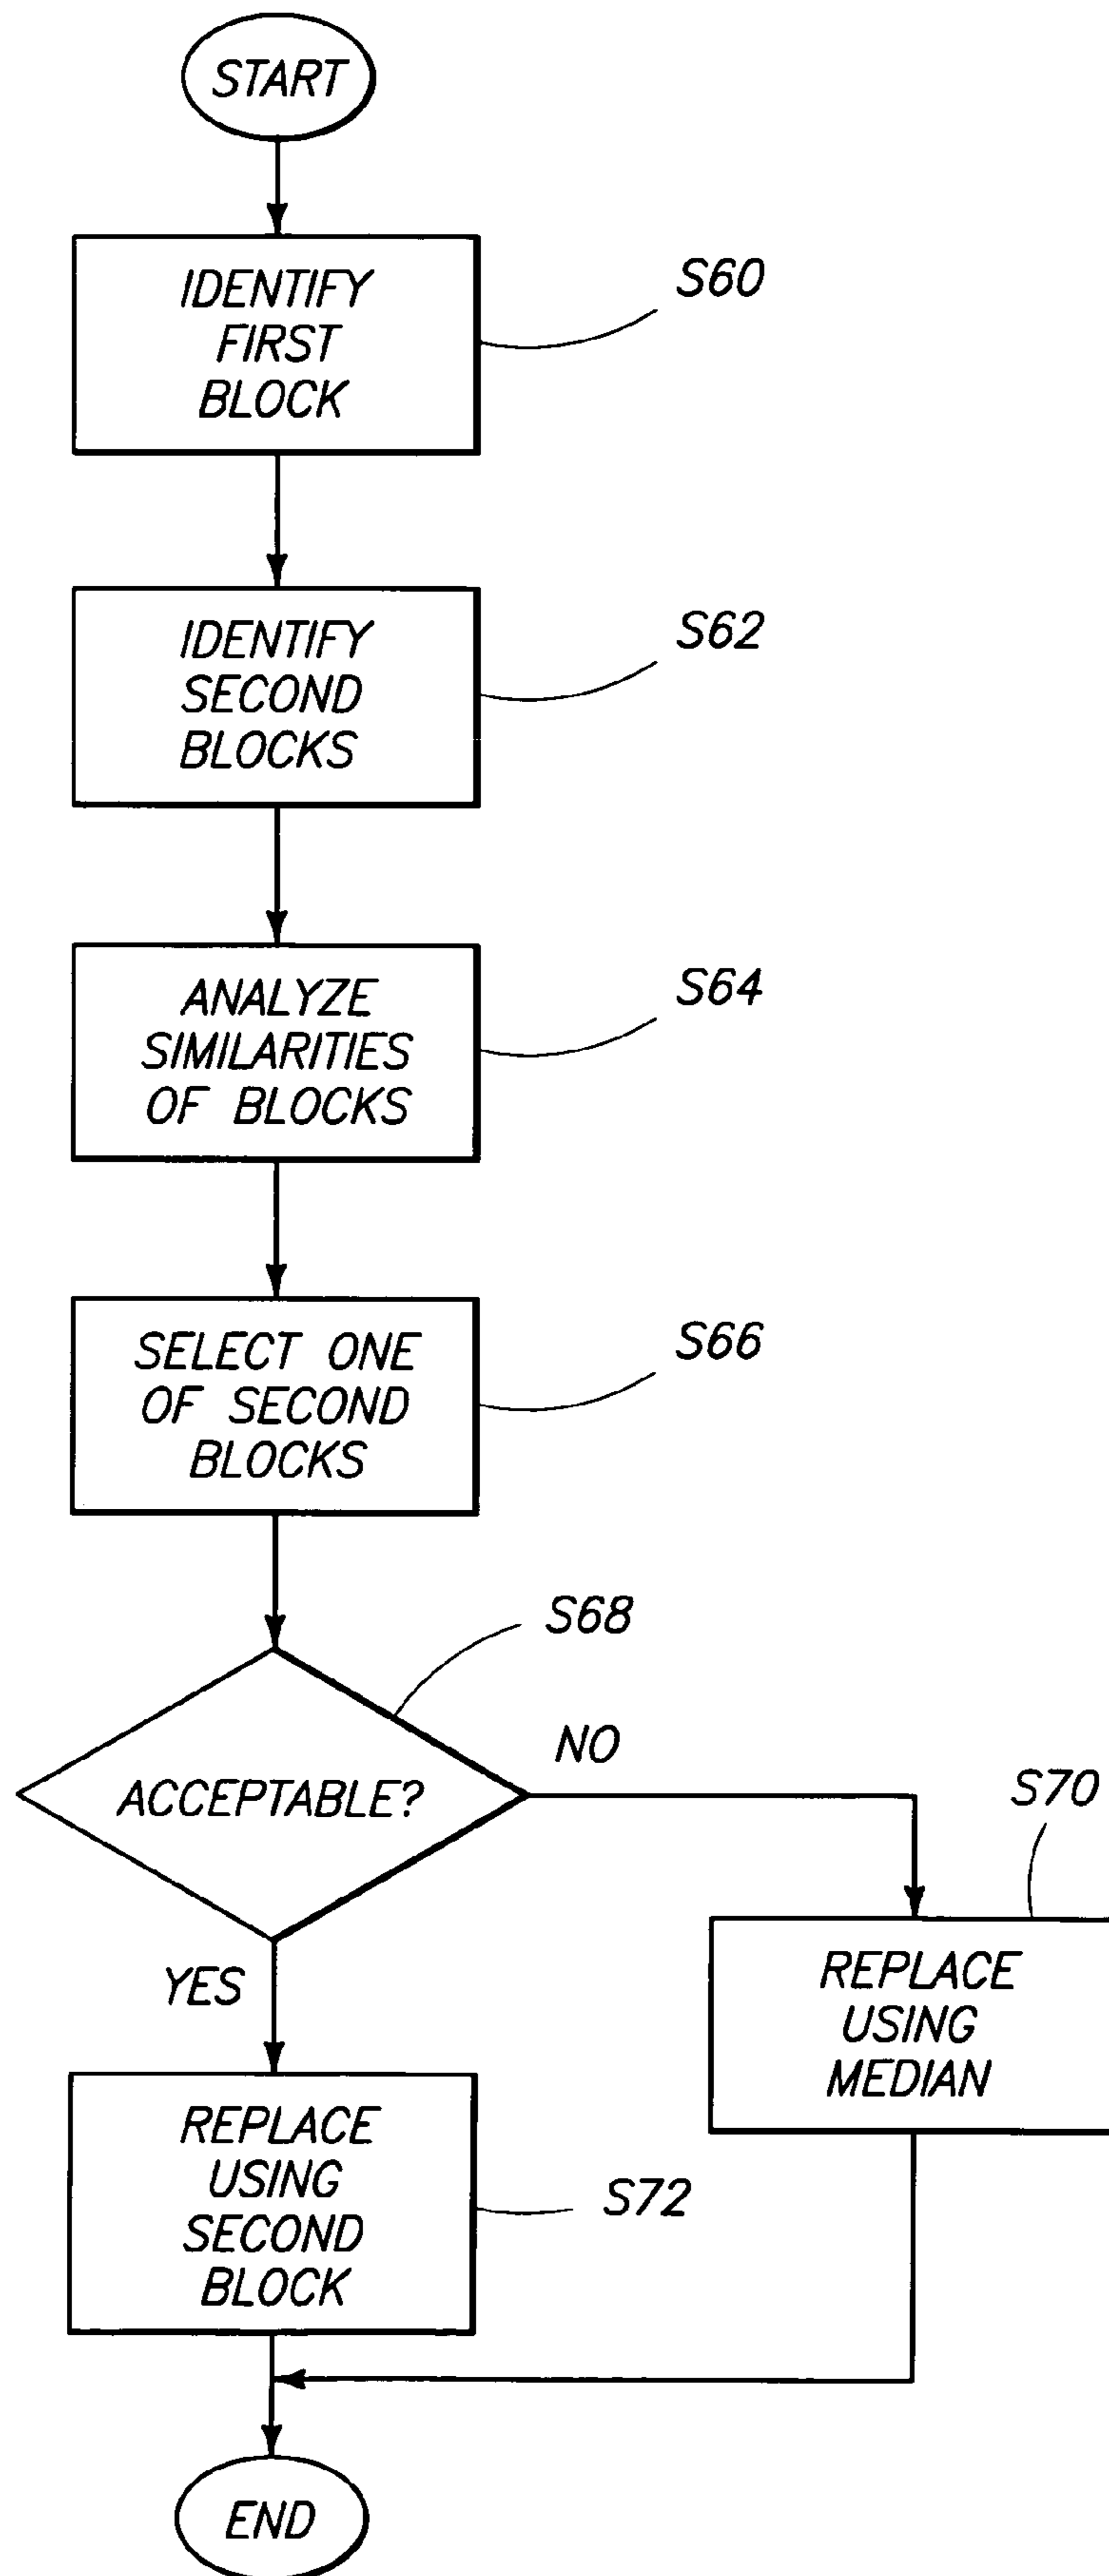 START
IDENTIFY
FIRST
BLOCK
S60
IDENTIFY
SECOND
BLOCKS
S62
ANALYZE
SIMILARITIES
OF BLOCKS
S64
SELECT ONE
OF SECOND
BLOCKS
S66
S68
ACCEPTABLE?
NO
S70
REPLACE
USING
MEDIAN
YES
REPLACE
USING
SECOND
BLOCK
S72
END